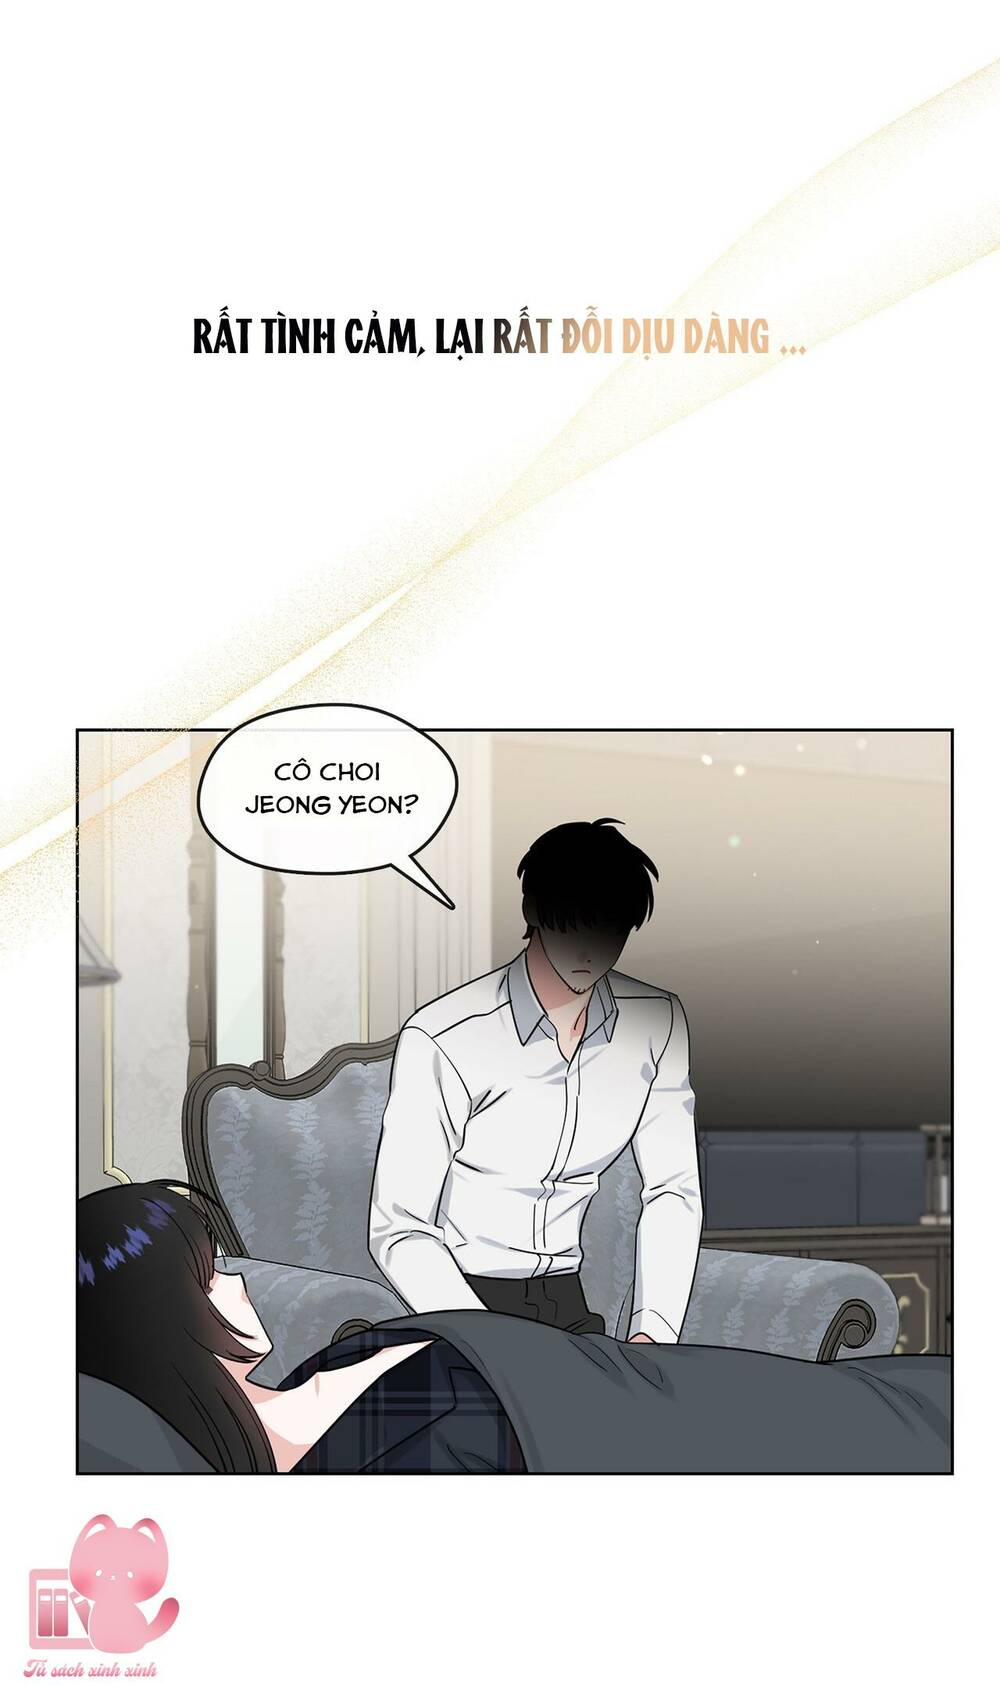 RẤT TÌNH CẢM, LẠI RẤT ĐỖI DỊU DÀNG ...
CÔ CHOI
JEONG YEON?
Tủ sách xinh xinh